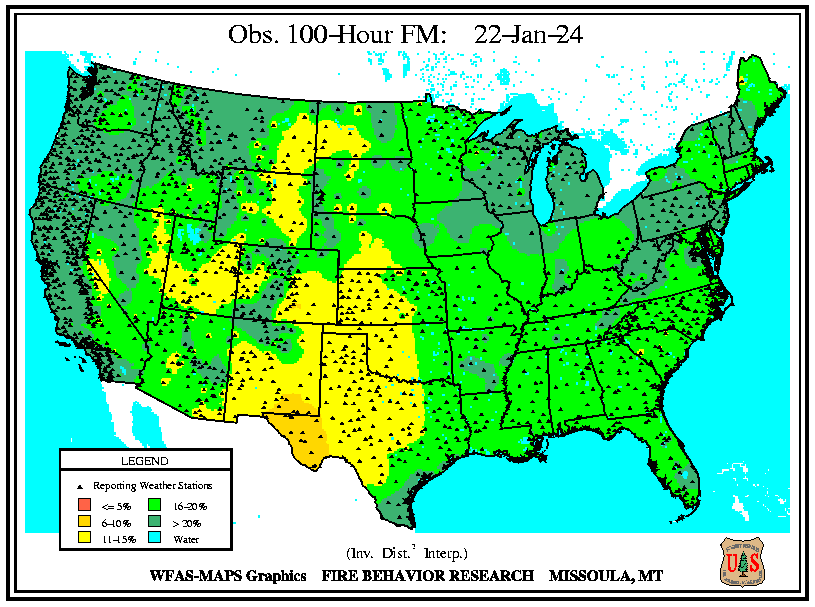 Obs. 100-Hour FM: 22-Jan-24
LEGEND
Reporting Weather Stations
<= 5% 16-20%
6-10% > 20%
11-15% Water
(Inv. Dist.² Interp.)
WFAS-MAPS Graphics FIRE BEHAVIOR RESEARCH MISSOULA, MT
U S